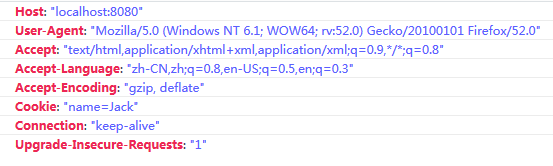 Host: "localhost:8080"
User-Agent: "Mozilla/5.0 (Windows NT 6.1; WOW64; rv:52.0) Gecko/20100101 Firefox/52.0"
Accept: "text/html,application/xhtml+xml,application/xml;q=0.9,*/*;q=0.8"
Accept-Language: "zh-CN,zh;q=0.8,en-US;q=0.5,en;q=0.3"
Accept-Encoding: "gzip, deflate"
Cookie: "name=Jack"
Connection: "keep-alive"
Upgrade-Insecure-Requests: "1"